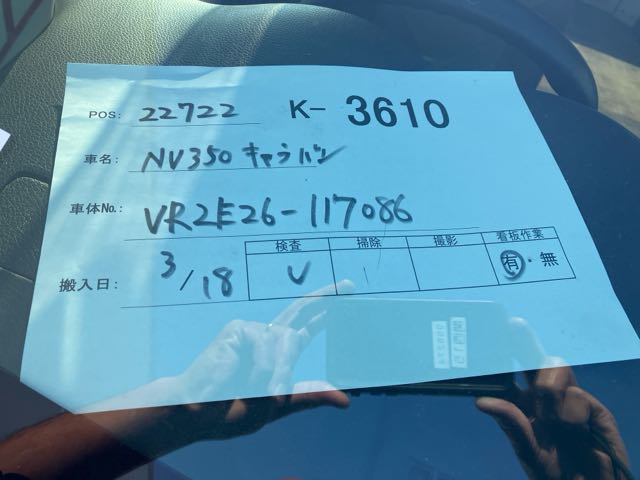 POS: 22722 K- 3610
車名: NV350 キャラバン
車体No.: VR2E26-117086
検査 掃除 撮影 看板作業
搬入日: 3/18 レ 有・無